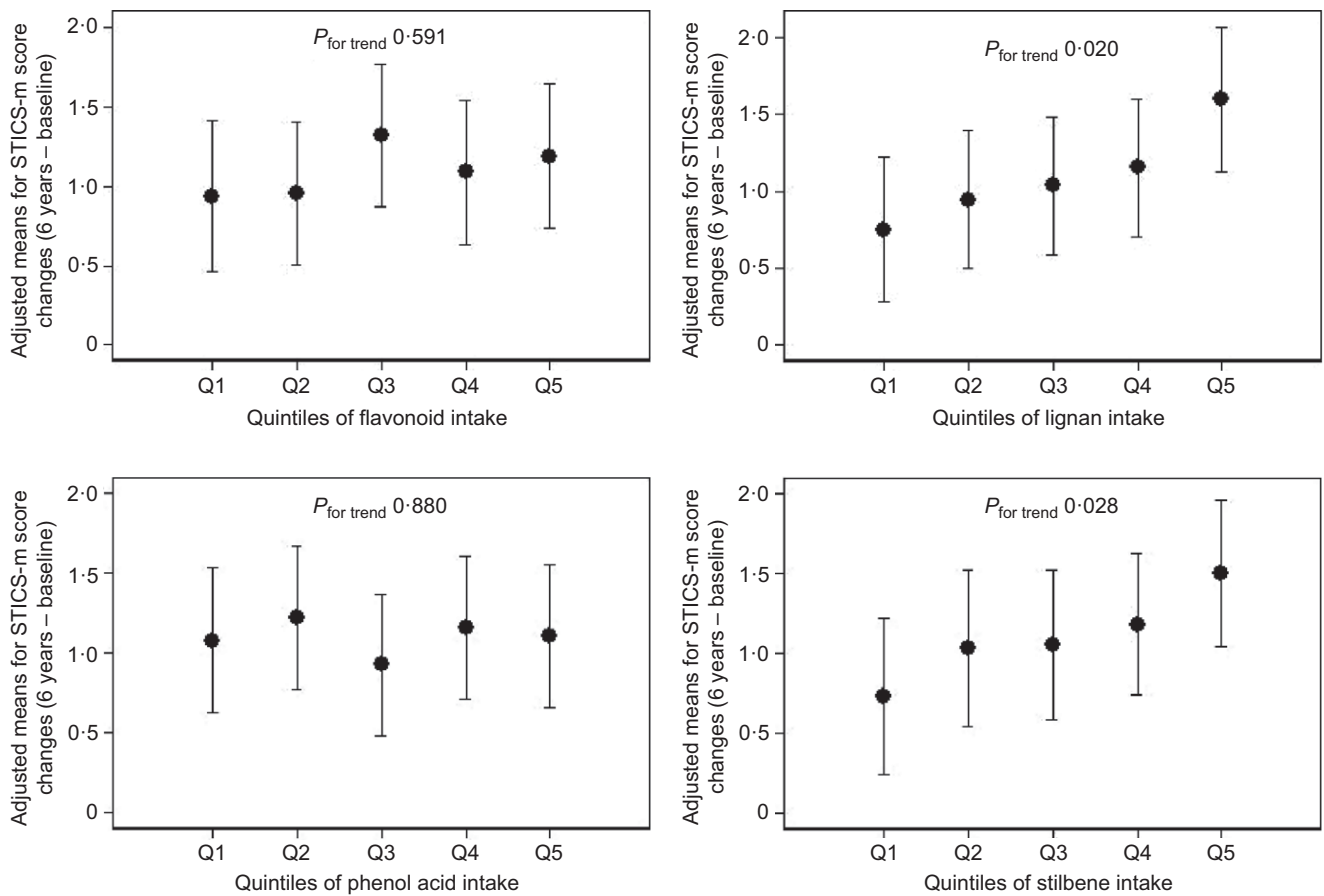 Adjusted means for STICS-m score
changes (6 years – baseline)
2·0
1·5
1·0
0·5
0
P for trend 0·591
Q1 Q2 Q3 Q4 Q5
Quintiles of flavonoid intake
Adjusted means for STICS-m score
changes (6 years – baseline)
2·0
1·5
1·0
0·5
0
P for trend 0·020
Q1 Q2 Q3 Q4 Q5
Quintiles of lignan intake
Adjusted means for STICS-m score
changes (6 years – baseline)
2·0
1·5
1·0
0·5
0
P for trend 0·880
Q1 Q2 Q3 Q4 Q5
Quintiles of phenol acid intake
Adjusted means for STICS-m score
changes (6 years – baseline)
2·0
1·5
1·0
0·5
0
P for trend 0·028
Q1 Q2 Q3 Q4 Q5
Quintiles of stilbene intake